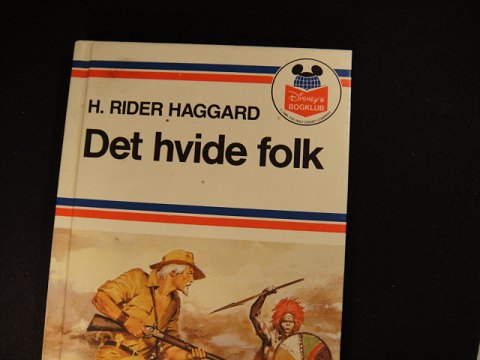 H. RIDER HAGGARD
Det hvide folk
Disney's
BOGKLUB